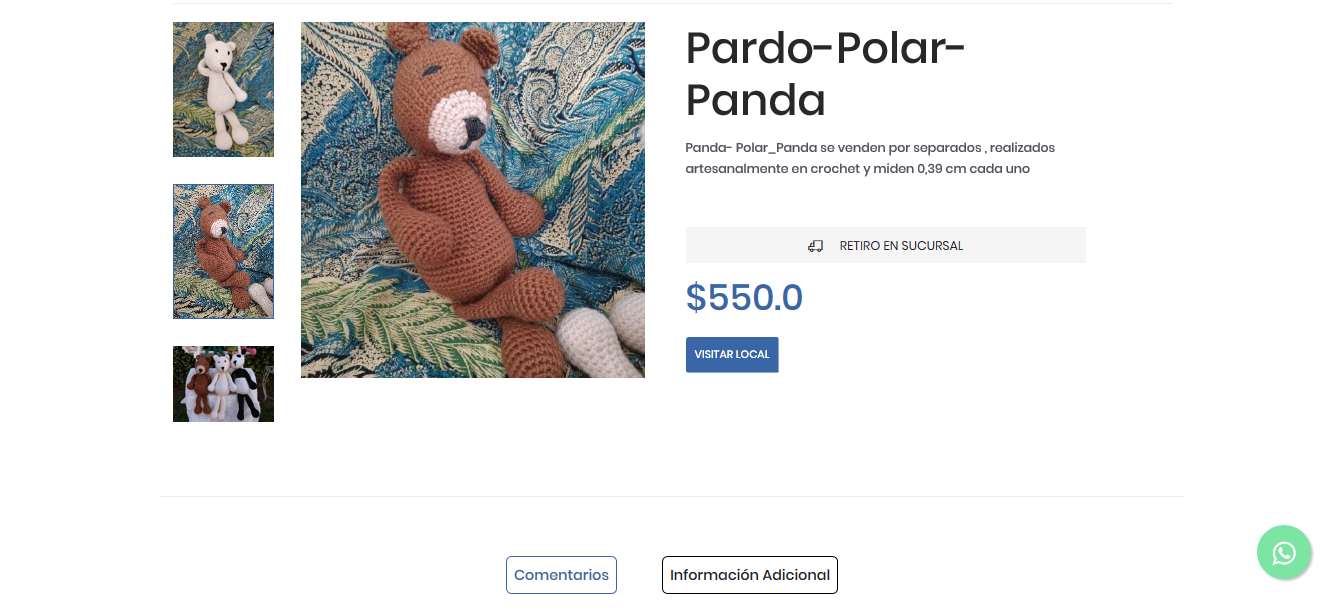 Pardo-Polar-
Panda
Panda- Polar_Panda se venden por separados , realizados
artesanalmente en crochet y miden 0,39 cm cada uno
RETIRO EN SUCURSAL
$550.0
VISITAR LOCAL
Comentarios
Información Adicional